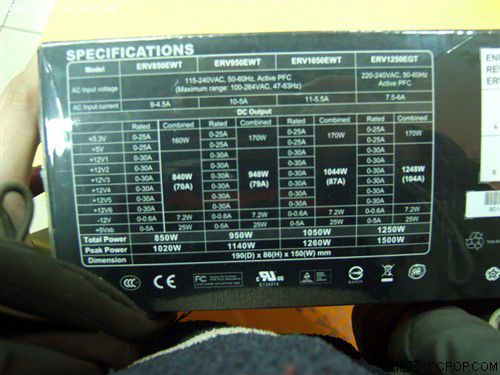 SPECIFICATIONS
Model ERV850EWT ERV950EWT ERV1050EWT ERV1250EGT
AC Input voltage 115-240VAC, 50-60Hz, Active PFC (Maximum range: 100-264VAC, 47-63Hz) 220-240VAC, 50-60Hz Active PFC
AC Input current 9-4.5A 10-5A 11-5.5A 7.5-6A
DC Output
Rated Combined Rated Combined Rated Combined Rated Combined
+3.3V 0-25A 160W 0-25A 170W 0-25A 170W 0-25A 170W
+5V 0-25A 0-25A 0-25A 0-25A
+12V1 0-30A 840W (70A) 0-30A 948W (79A) 0-30A 1044W (87A) 0-30A 1248W (104A)
+12V2 0-30A 0-30A 0-30A 0-30A
+12V3 0-30A 0-30A 0-30A 0-30A
+12V4 0-30A 0-30A 0-30A 0-30A
+12V5 0-30A 0-30A 0-30A 0-30A
+12V6 0-30A 0-30A 0-30A 0-30A
-12V 0-0.6A 7.2W 0-0.6A 7.2W 0-0.6A 7.2W 0-0.6A 7.2W
+5Vsb 0-5A 25W 0-5A 25W 0-5A 25W 0-5A 25W
Total Power 850W 950W 1050W 1250W
Peak Power 1020W 1140W 1260W 1500W
Dimension 190(D) x 86(H) x 150(W) mm
CCC
CE
FC
c UL us
E134014
EN
RE
ER
PCPOP.COM